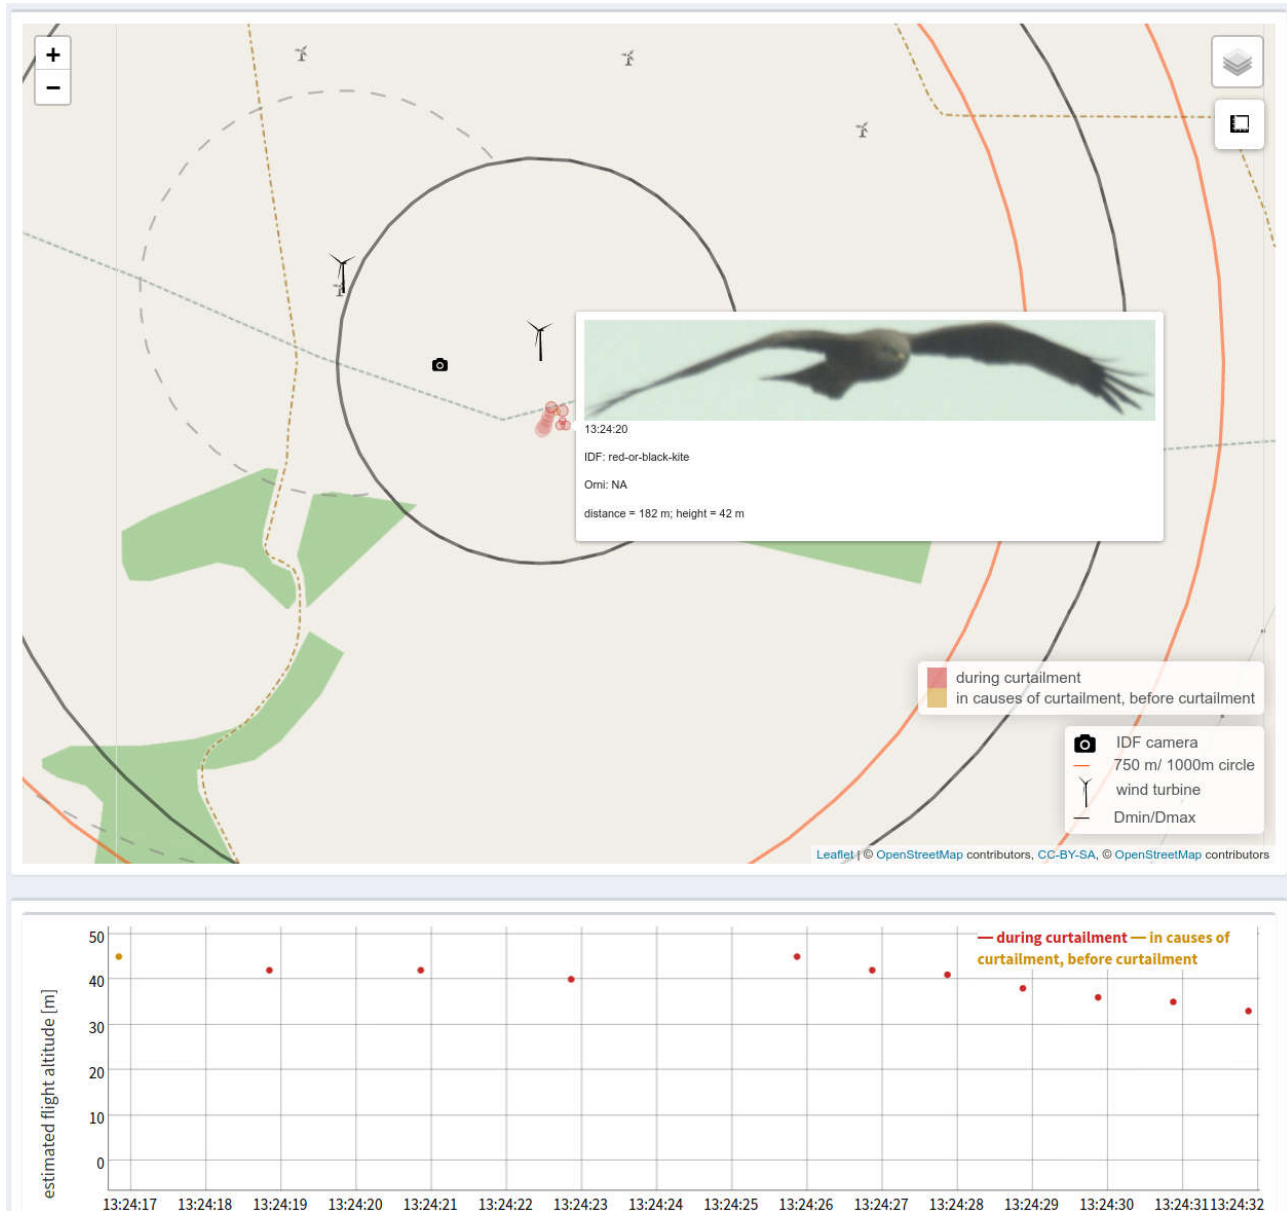 +
−
13:24:20
IDF: red-or-black-kite
Orni: NA
distance = 182 m; height = 42 m
during curtailment
in causes of curtailment, before curtailment
IDF camera
750 m/ 1000m circle
wind turbine
Dmin/Dmax
Leaflet | © OpenStreetMap contributors, CC-BY-SA, © OpenStreetMap contributors
— during curtailment — in causes of
curtailment, before curtailment
estimated flight altitude [m]
50
40
30
20
10
0
13:24:17 13:24:18 13:24:19 13:24:20 13:24:21 13:24:22 13:24:23 13:24:24 13:24:25 13:24:26 13:24:27 13:24:28 13:24:29 13:24:30 13:24:31 13:24:32